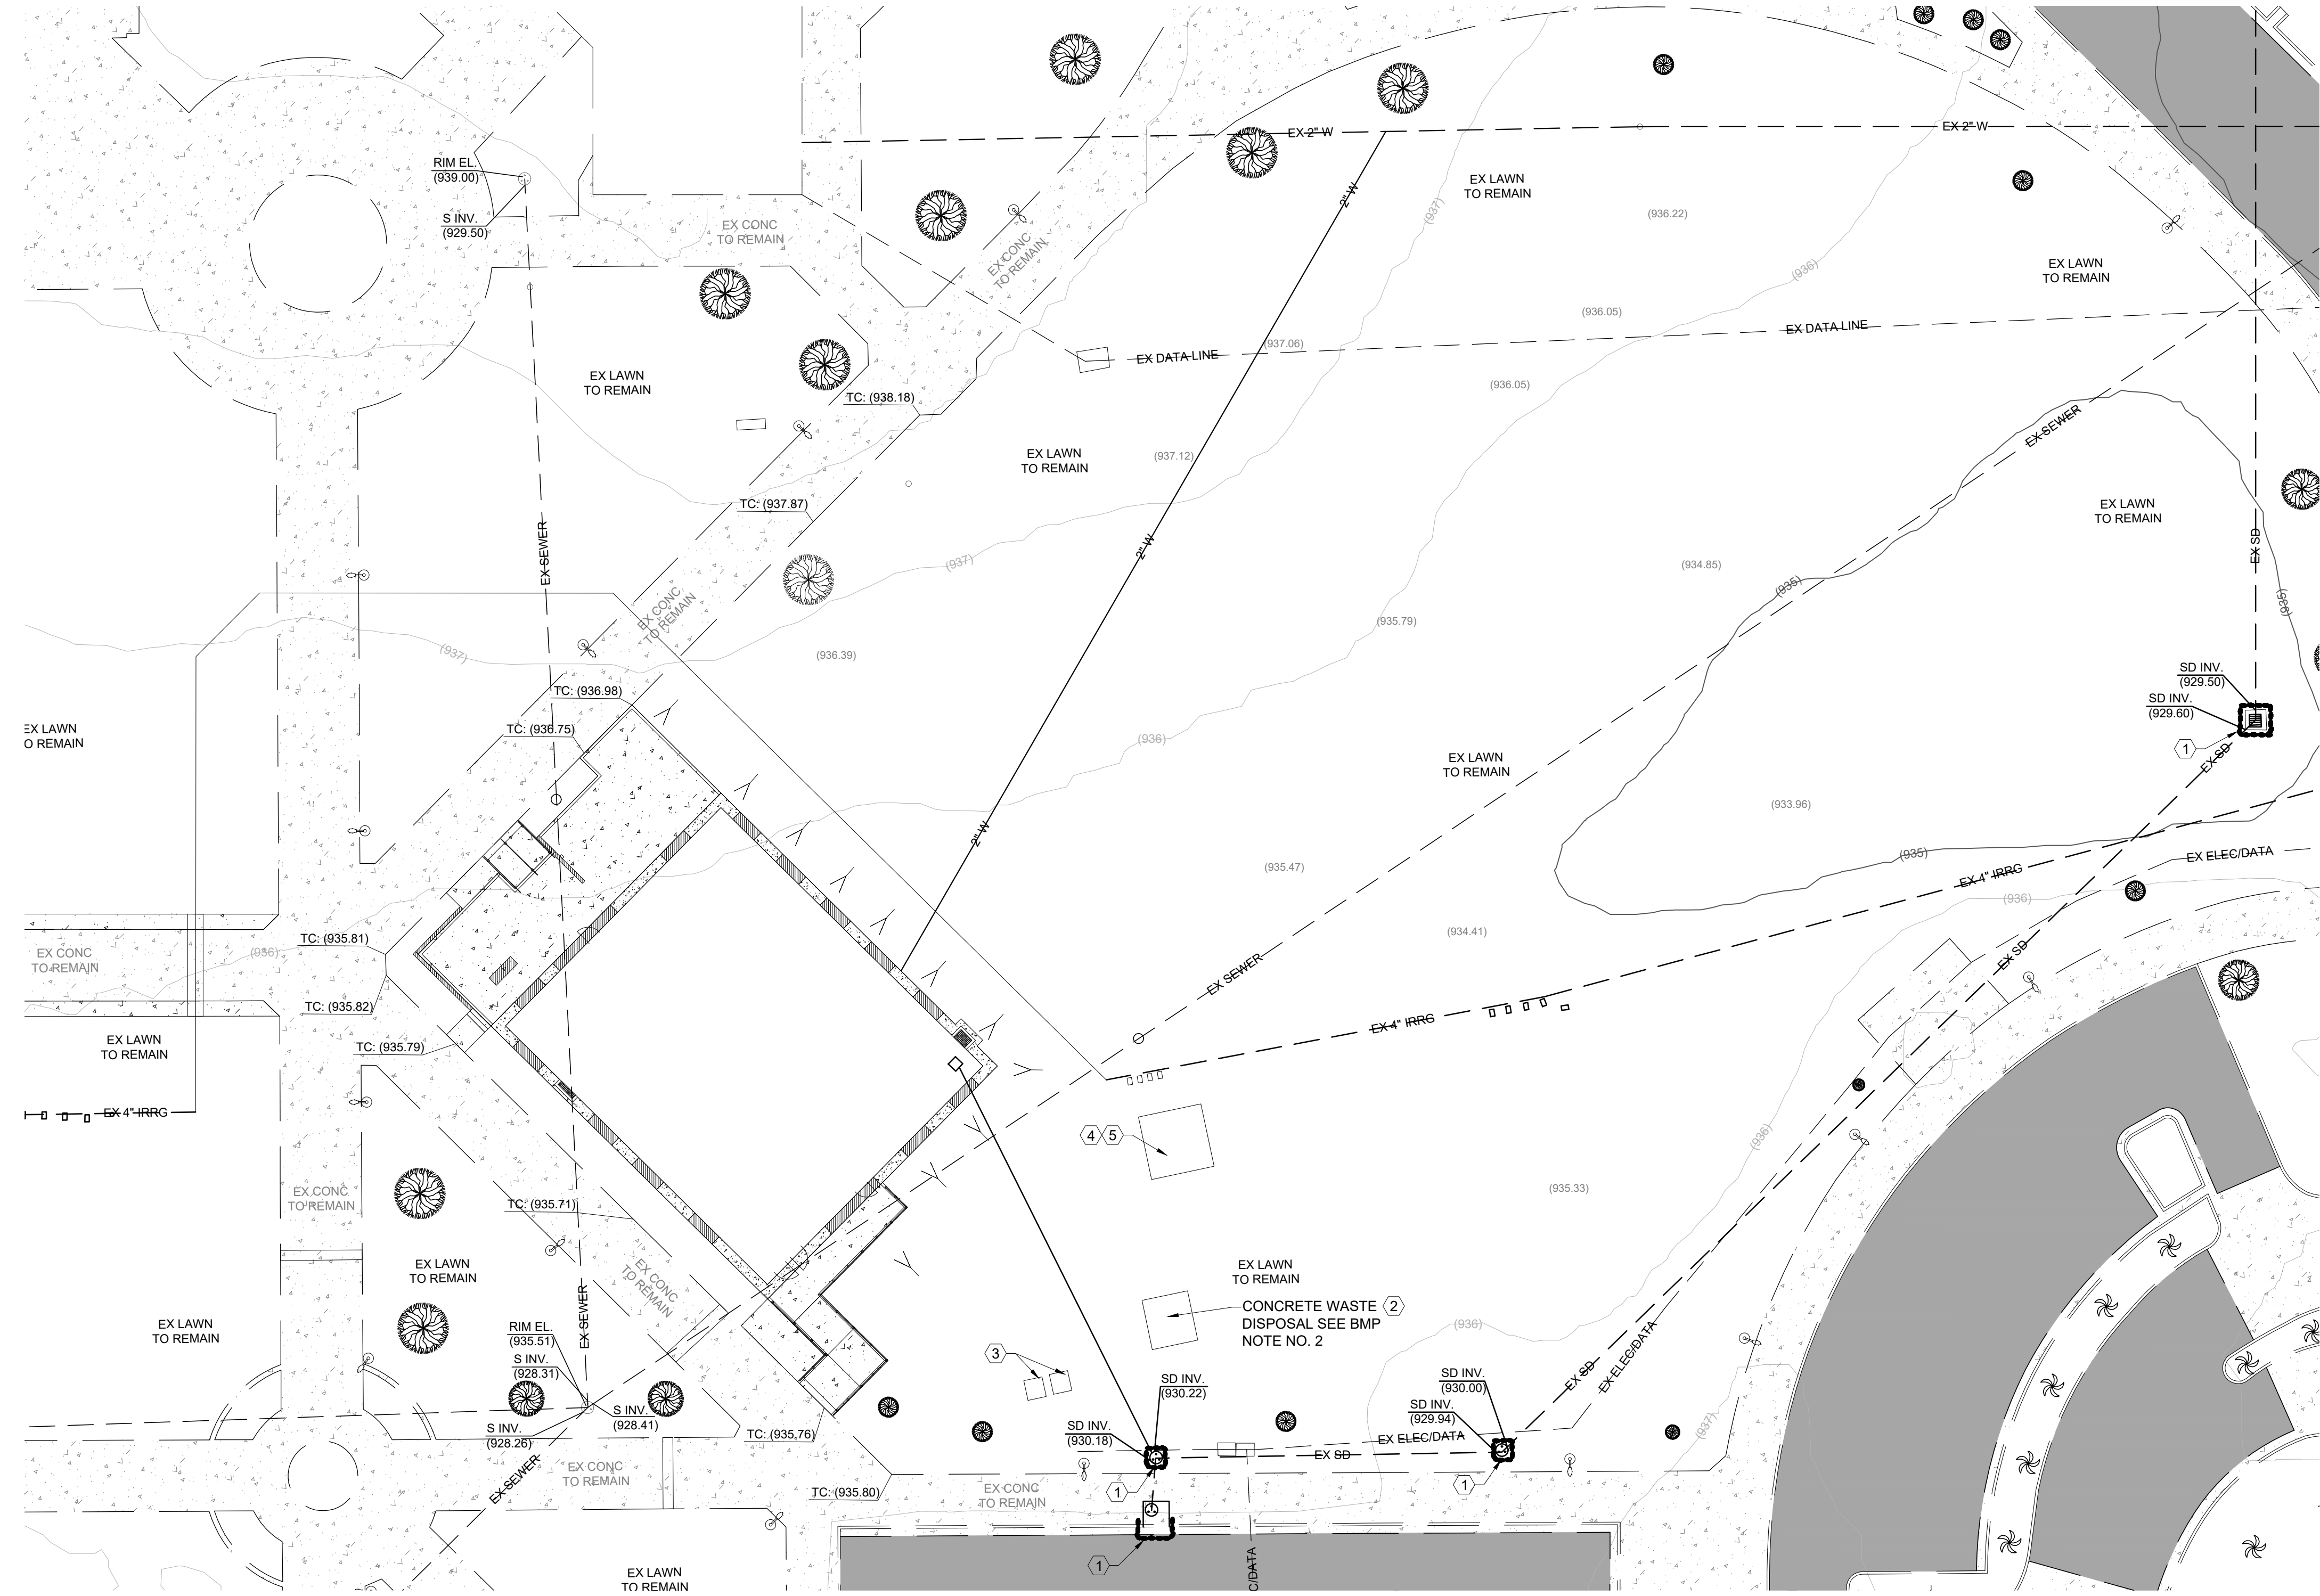 EX 2" W
EX 2" W
RIM EL.
(939.00)
S INV.
(929.50)
2" W
EX LAWN
TO REMAIN
(937)
(936.22)
EX CONC
TO REMAIN
EX CONC
TO REMAIN
EX LAWN
TO REMAIN
(936)
(936.05)
EX DATA LINE
(937.06)
EX DATA LINE
EX LAWN
TO REMAIN
(936.05)
TC: (938.18)
EX SEWER
EX LAWN
TO REMAIN
(937.12)
TC: (937.87)
EX LAWN
TO REMAIN
EX SEWER
2" W
EX SD
(937)
(934.85)
(935)
(935)
EX CONC
TO REMAIN
(935.79)
(937)
(936.39)
SD INV.
(929.50)
SD INV.
(929.60)
TC: (936.98)
TC: (936.75)
EX LAWN
O REMAIN
(936)
1
EX SD
EX LAWN
TO REMAIN
(933.96)
2" W
(935)
EX ELEC/DATA
(935.47)
EX 4" IRRG
(936)
(934.41)
TC: (935.81)
(936)
EX CONC
TO REMAIN
EX SD
EX SEWER
TC: (935.82)
EX 4" IRRG
EX LAWN
TO REMAIN
TC: (935.79)
EX 4" IRRG
4
5
(936)
EX CONC
TO REMAIN
(935.33)
TC: (935.71)
EX LAWN
TO REMAIN
EX CONC
TO REMAIN
EX LAWN
TO REMAIN
CONCRETE WASTE 2
DISPOSAL SEE BMP
NOTE NO. 2
EX LAWN
TO REMAIN
EX SEWER
RIM EL.
(935.51)
S INV.
(928.31)
(936)
3
EX ELEC/DATA
EX SD
SD INV.
(930.22)
SD INV.
(930.00)
S INV.
(928.41)
S INV.
(928.26)
SD INV.
(930.18)
SD INV.
(929.94)
TC: (935.76)
EX ELEC/DATA
EX SD
(937)
EX CONC
TO REMAIN
EX SEWER
TC: (935.80)
EX CONC
TO REMAIN
1
1
1
C/DATA
EX LAWN
TO REMAIN